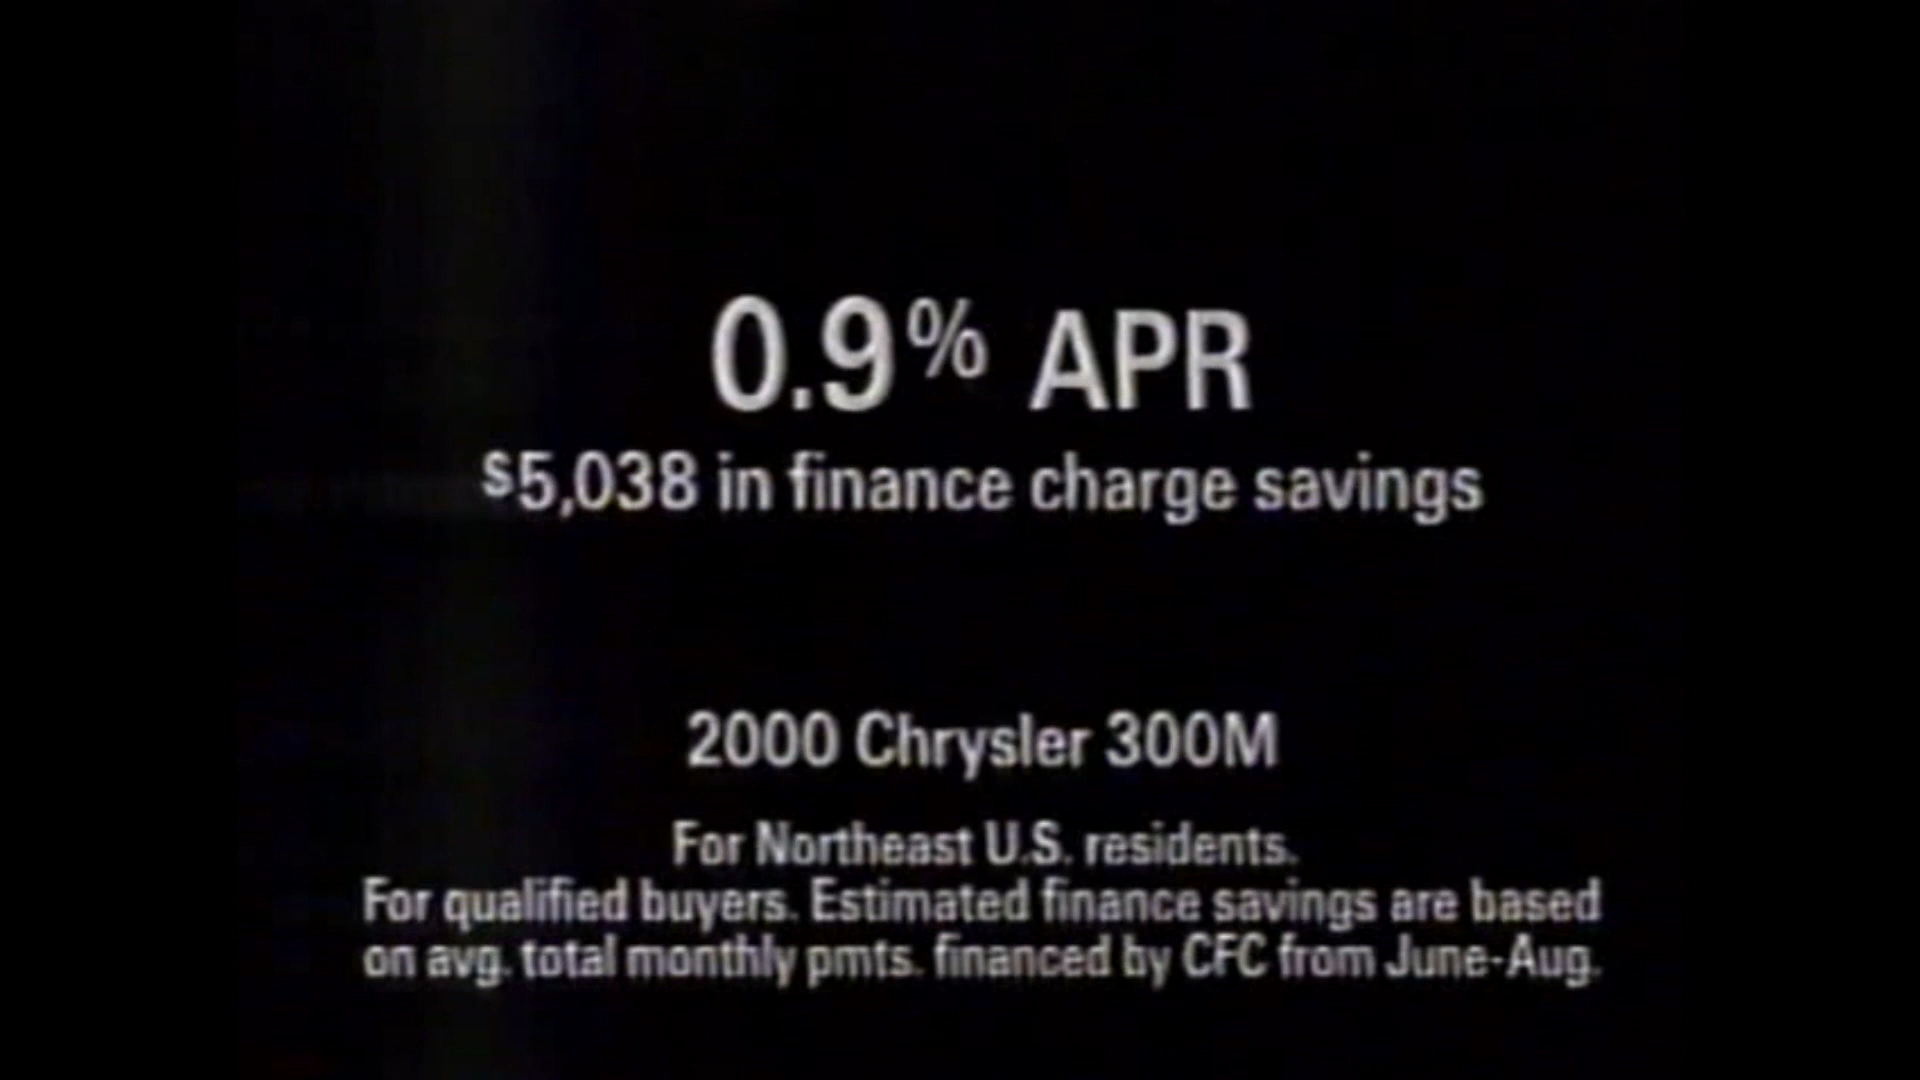 0.9% APR
$5,038 in finance charge savings
2000 Chrysler 300M
For Northeast U.S. residents.
For qualified buyers. Estimated finance savings are based
on avg. total monthly pmts. financed by CFC from June-Aug.